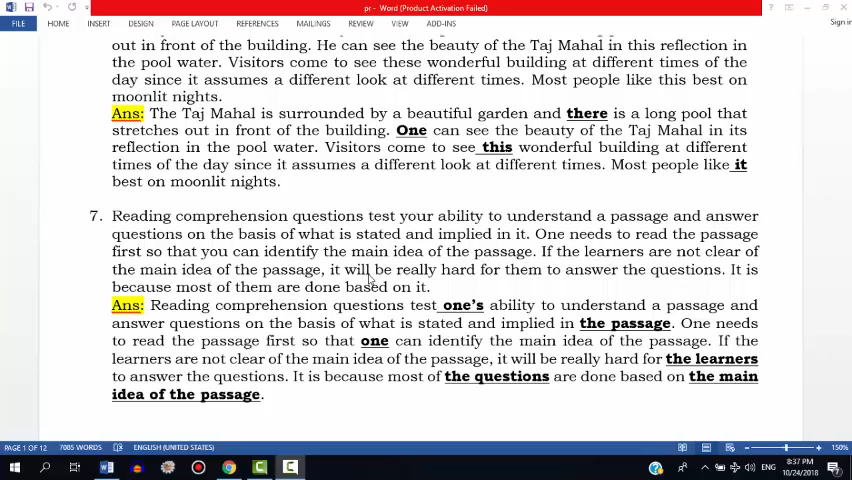 pr - Word (Product Activation Failed)
FILE HOME INSERT DESIGN PAGE LAYOUT REFERENCES MAILINGS REVIEW VIEW ADD-INS Sign in
out in front of the building. He can see the beauty of the Taj Mahal in this reflection in
the pool water. Visitors come to see these wonderful building at different times of the
day since it assumes a different look at different times. Most people like this best on
moonlit nights.
Ans: The Taj Mahal is surrounded by a beautiful garden and there is a long pool that
stretches out in front of the building. One can see the beauty of the Taj Mahal in its
reflection in the pool water. Visitors come to see this wonderful building at different
times of the day since it assumes a different look at different times. Most people like it
best on moonlit nights.
7. Reading comprehension questions test your ability to understand a passage and answer
questions on the basis of what is stated and implied in it. One needs to read the passage
first so that you can identify the main idea of the passage. If the learners are not clear of
the main idea of the passage, it will be really hard for them to answer the questions. It is
because most of them are done based on it.
Ans: Reading comprehension questions test one's ability to understand a passage and
answer questions on the basis of what is stated and implied in the passage. One needs
to read the passage first so that one can identify the main idea of the passage. If the
learners are not clear of the main idea of the passage, it will be really hard for the learners
to answer the questions. It is because most of the questions are done based on the main
idea of the passage.
PAGE 1 OF 12 7085 WORDS ENGLISH (UNITED STATES) 150%
ENG 8:37 PM
10/24/2018